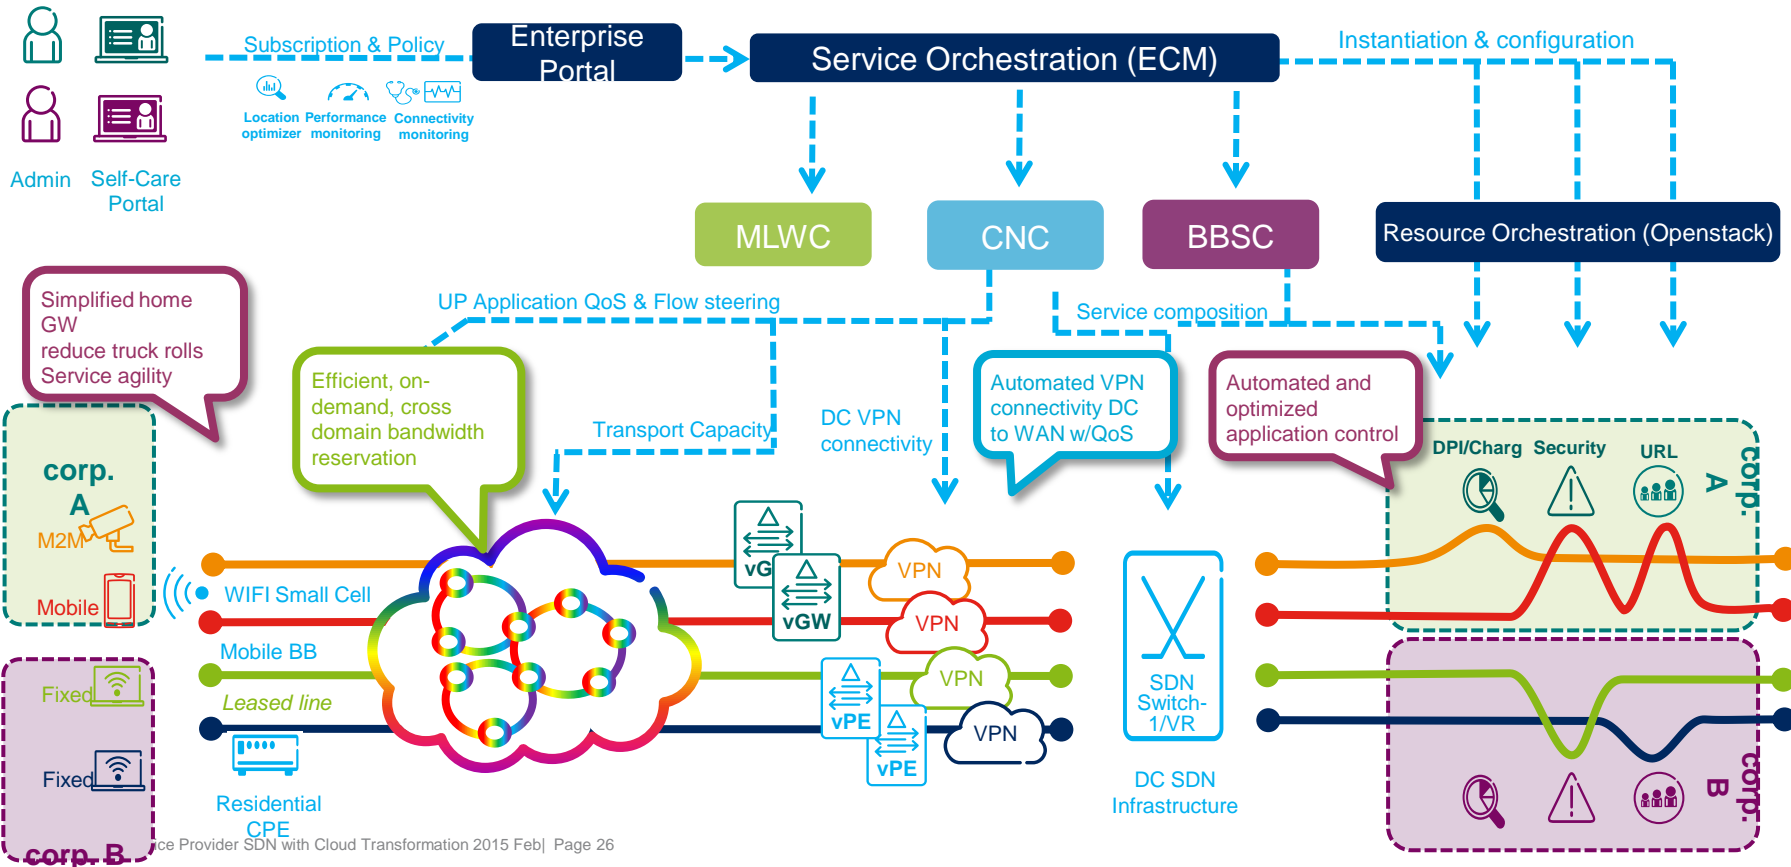 Subscription & Policy
Enterprise
Portal
Service Orchestration (ECM)
Instantiation & configuration
Location
optimizer
Performance
monitoring
Connectivity
monitoring
Admin
Self-Care
Portal
MLWC
CNC
BBSC
Resource Orchestration (Openstack)
Simplified home
GW
reduce truck rolls
Service agility
UP Application QoS & Flow steering
Service composition
Efficient, on-
demand, cross
domain bandwidth
reservation
Transport Capacity
DC VPN
connectivity
Automated VPN
connectivity DC
to WAN w/QoS
Automated and
optimized
application control
DPI/Charg
Security
URL
corp.
A
corp.
A
M2M
Mobile
WIFI Small Cell
Mobile BB
Leased line
Fixed
Fixed
vG
vGW
vPE
vPE
VPN
VPN
VPN
VPN
SDN
Switch-
1/VR
DC SDN
Infrastructure
Residential
CPE
corp.
B
corp. B
ice Provider SDN with Cloud Transformation 2015 Feb| Page 26